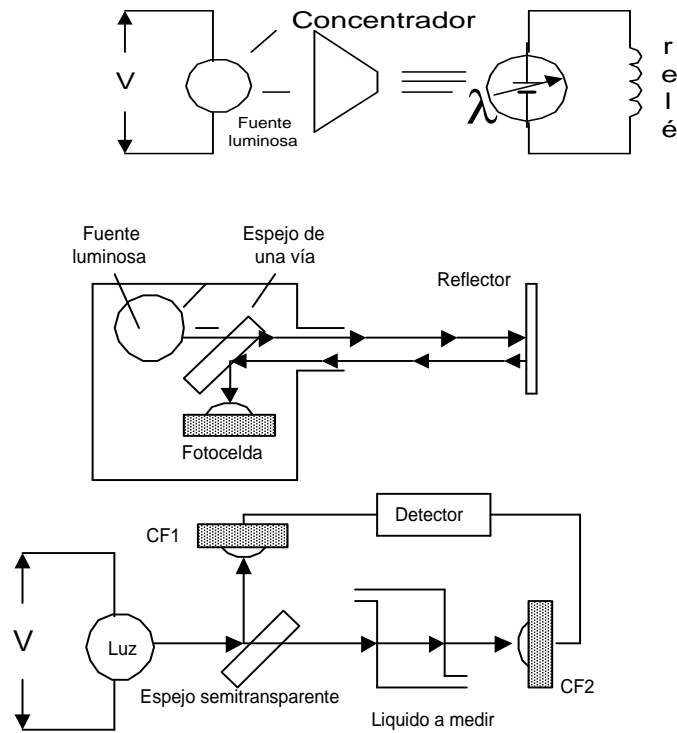 Concentrador
V
Fuente
luminosa
λ
relé
Fuente
luminosa
Espejo de
una vía
Reflector
Fotocelda
CF1
Detector
V
Luz
Espejo semitransparente
Liquido a medir
CF2